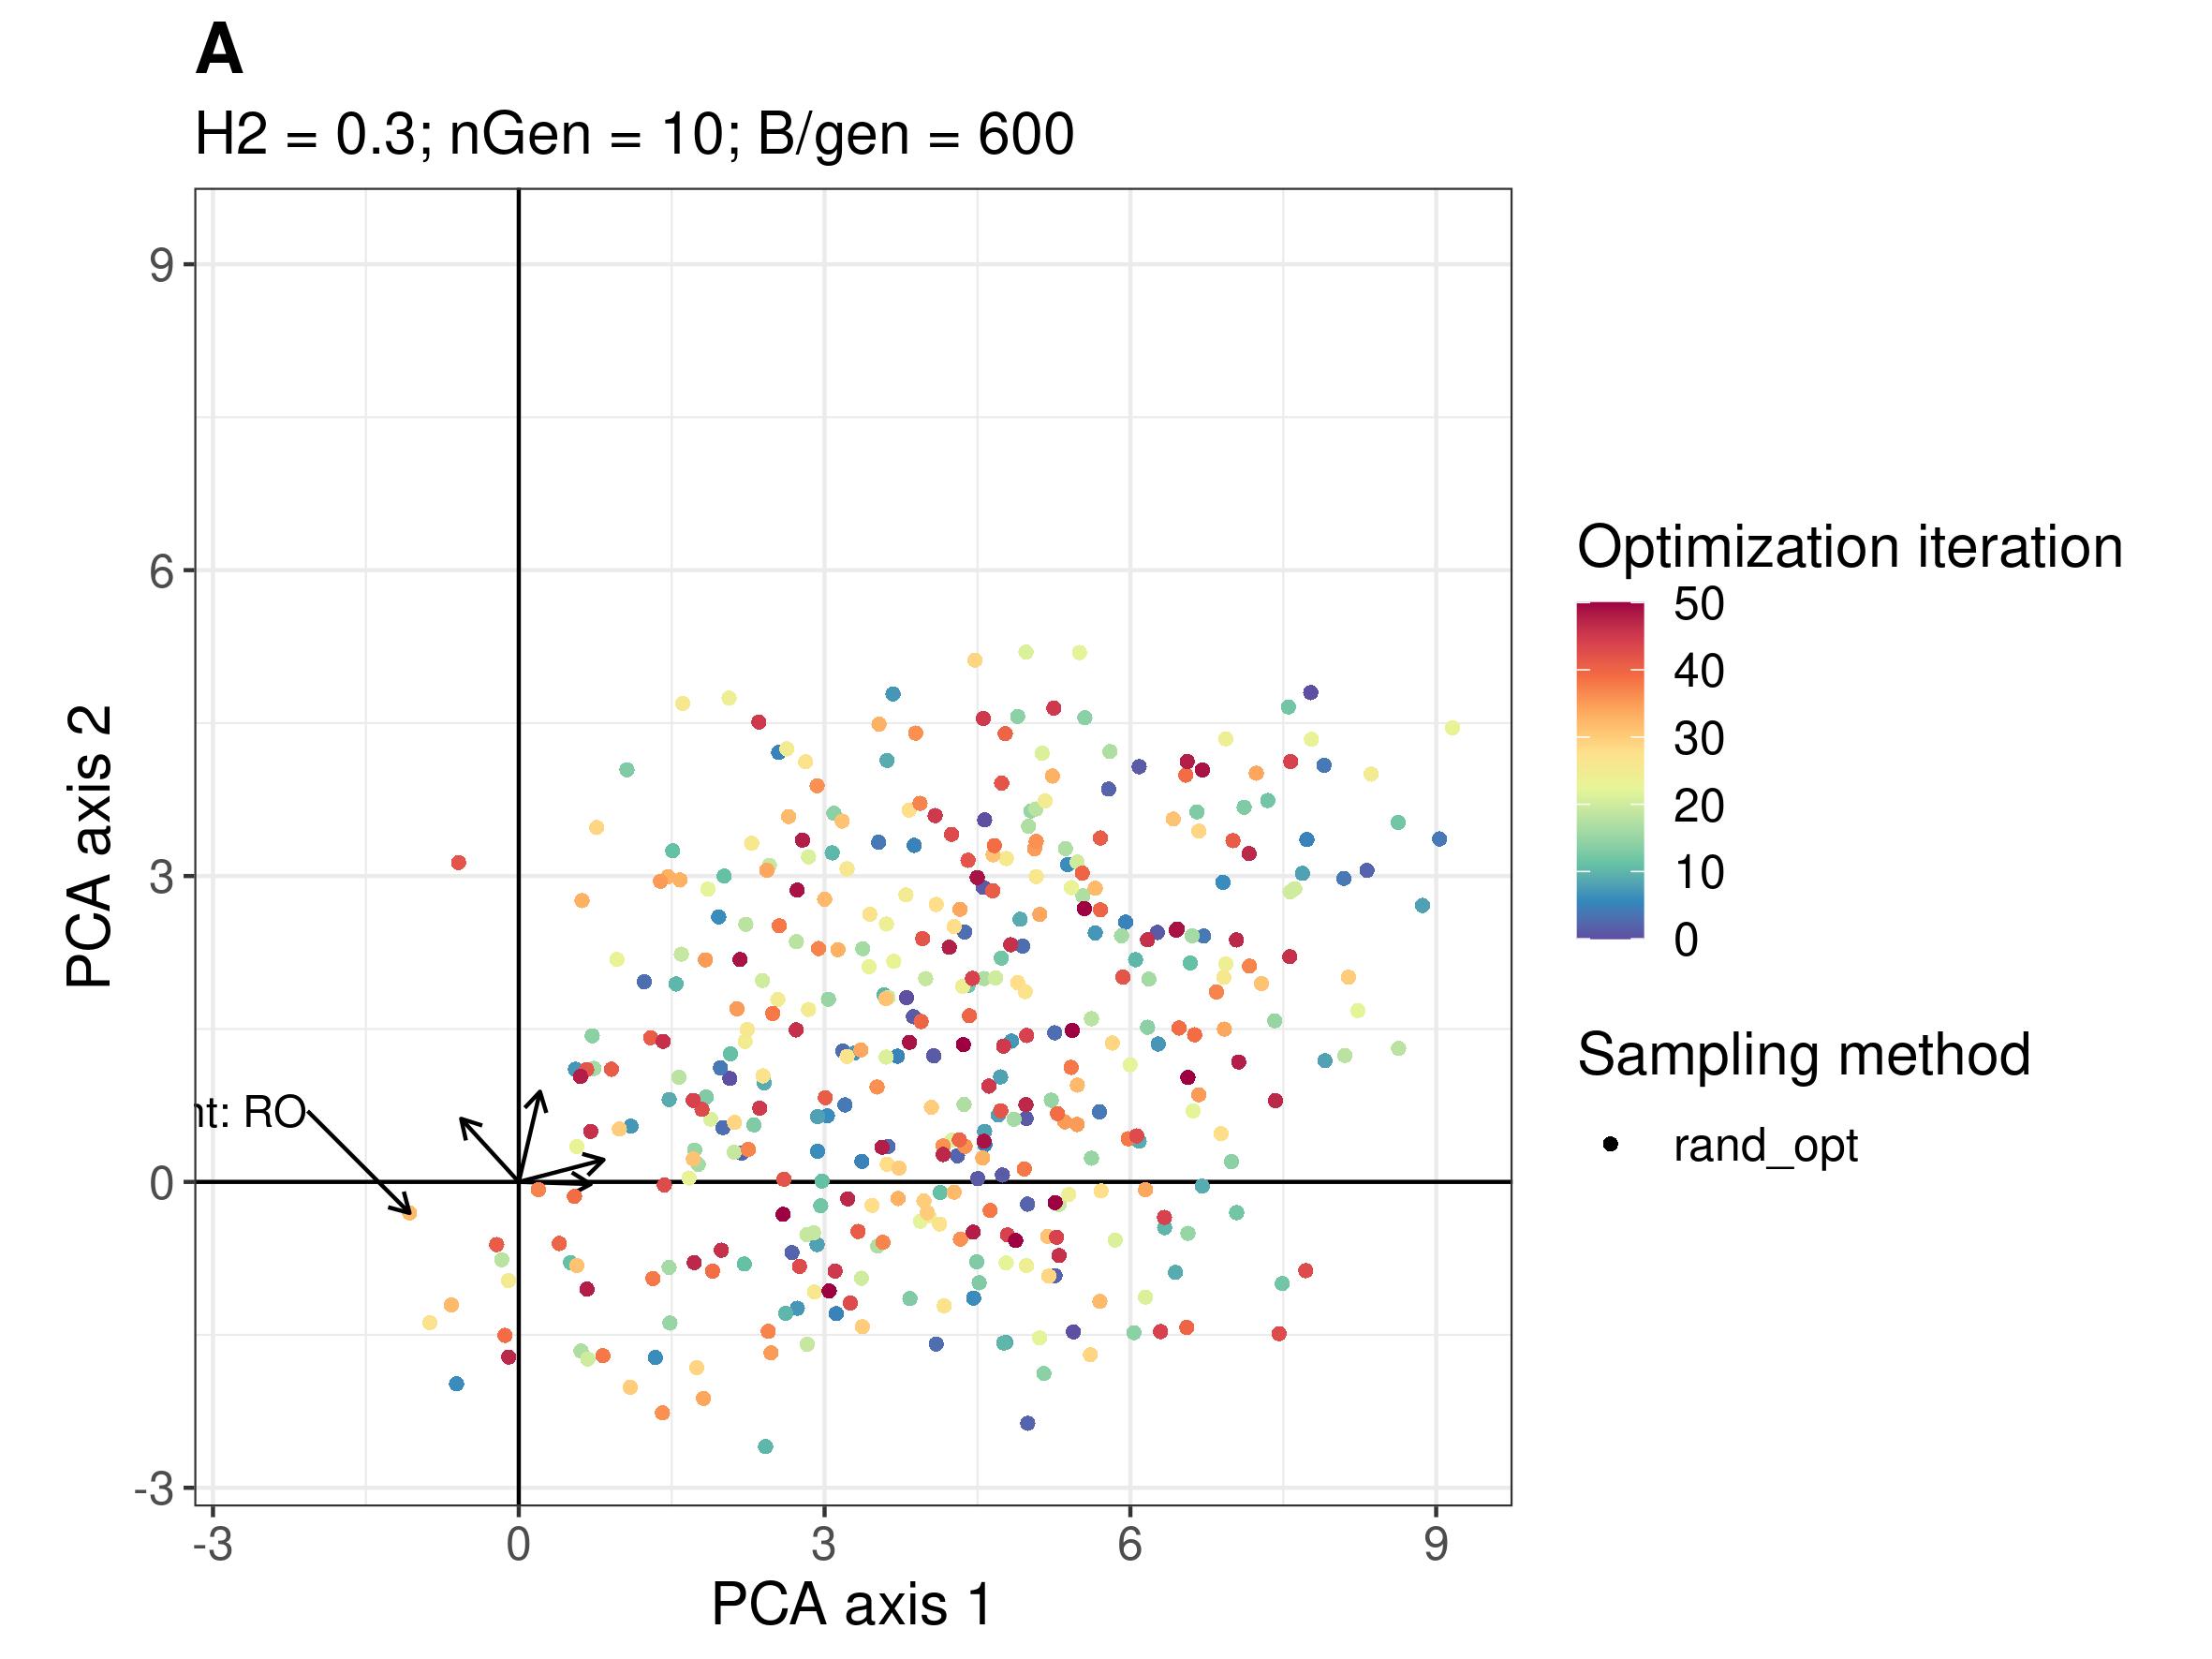 A
H2 = 0.3; nGen = 10; B/gen = 600
9
6
3
0
-3
PCA axis 2
nt: RO
-3
0
3
6
9
PCA axis 1
Optimization iteration
50
40
30
20
10
0
Sampling method
rand_opt